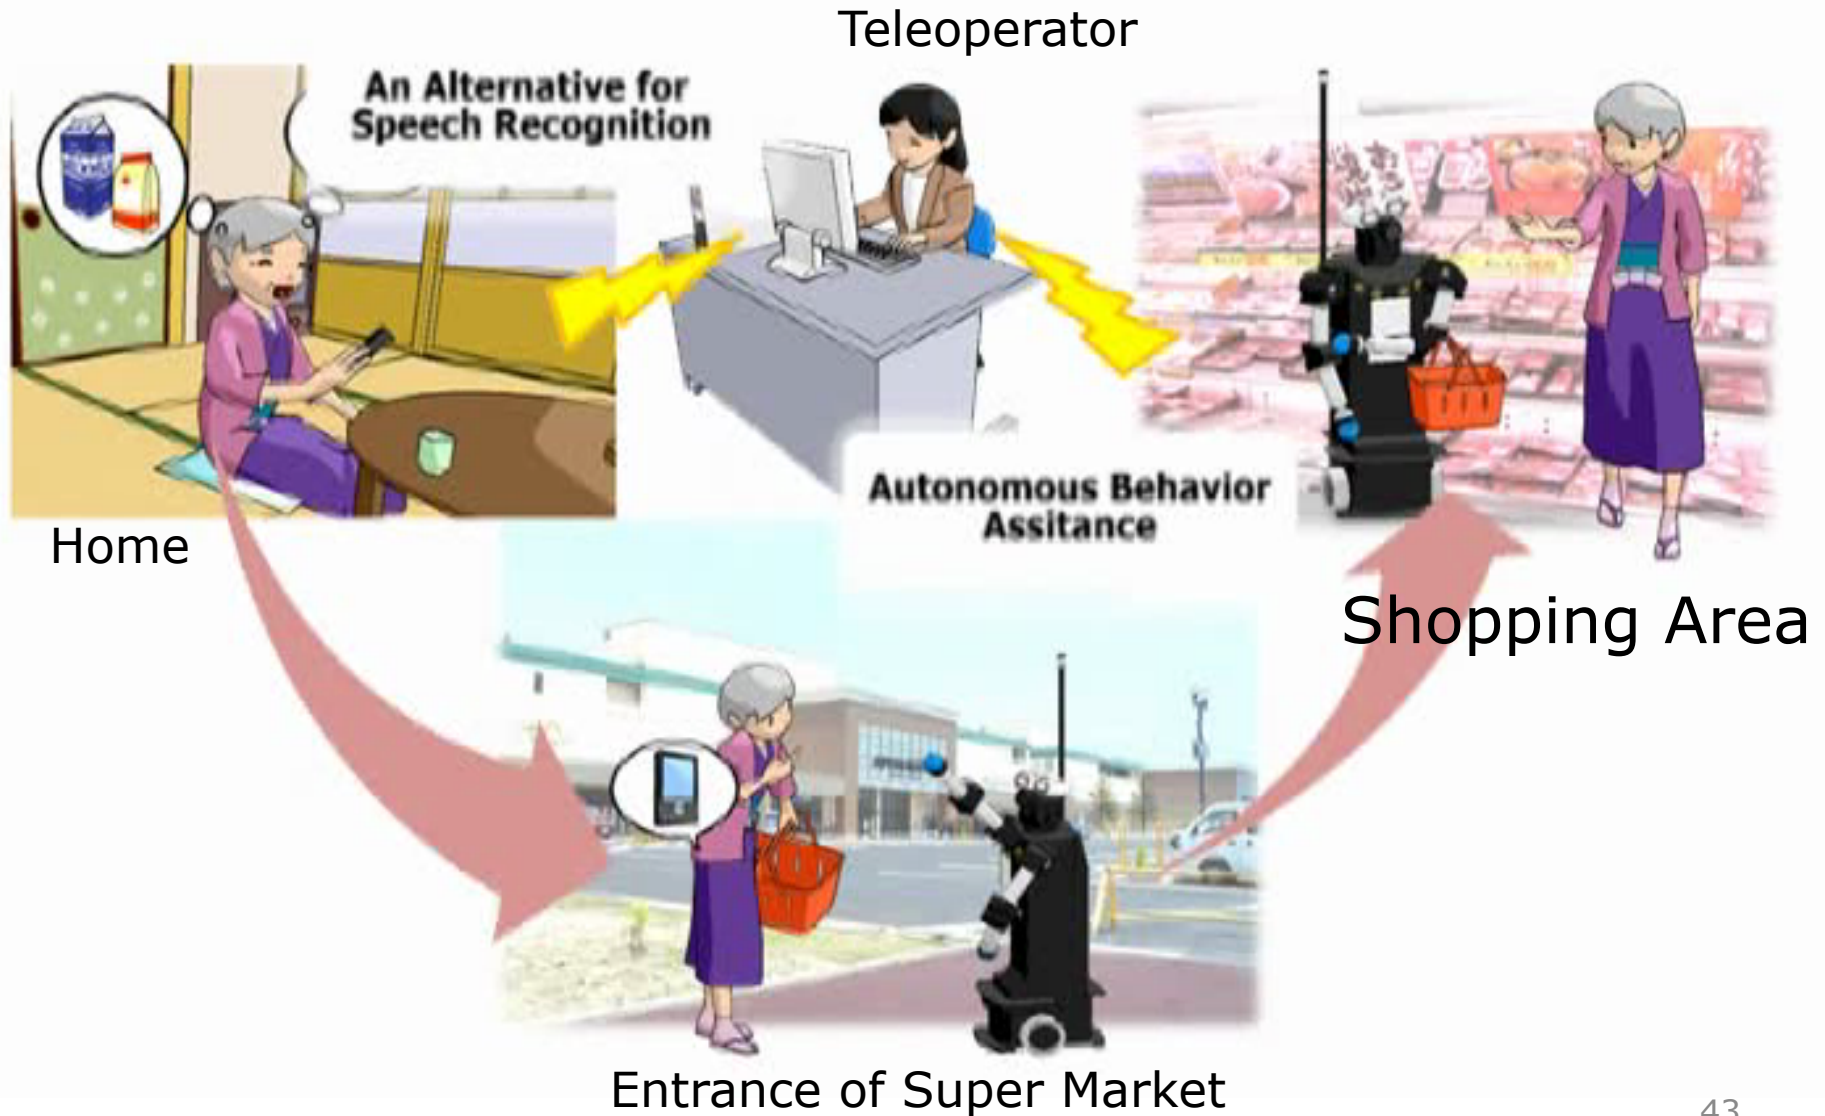 Teleoperator
An Alternative for
Speech Recognition
Autonomous Behavior
Assitance
Home
Shopping Area
Entrance of Super Market
43